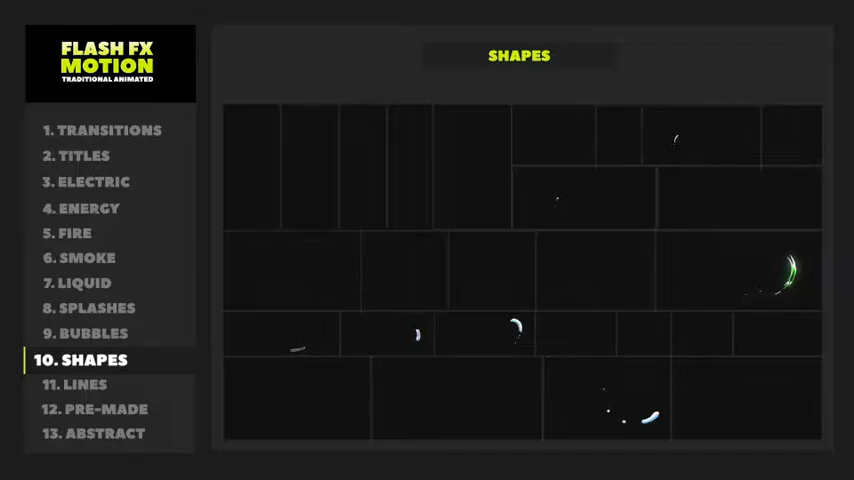 FLASH FX
MOTION
TRADITIONAL ANIMATED
SHAPES
1. TRANSITIONS
2. TITLES
3. ELECTRIC
4. ENERGY
5. FIRE
6. SMOKE
7. LIQUID
8. SPLASHES
9. BUBBLES
10. SHAPES
11. LINES
12. PRE-MADE
13. ABSTRACT